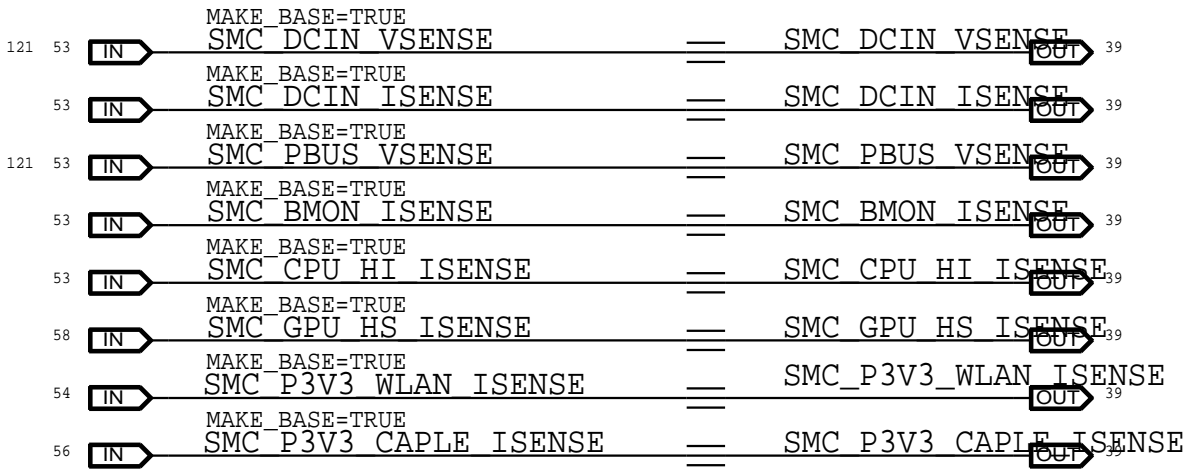 MAKE_BASE=TRUE
121 53 IN SMC_DCIN_VSENSE SMC_DCIN_VSENSE OUT 39
MAKE_BASE=TRUE
53 IN SMC_DCIN_ISENSE SMC_DCIN_ISENSE OUT 39
MAKE_BASE=TRUE
121 53 IN SMC_PBUS_VSENSE SMC_PBUS_VSENSE OUT 39
MAKE_BASE=TRUE
53 IN SMC_BMON_ISENSE SMC_BMON_ISENSE OUT 39
MAKE_BASE=TRUE
53 IN SMC_CPU_HI_ISENSE SMC_CPU_HI_ISENSE OUT 39
MAKE_BASE=TRUE
58 IN SMC_GPU_HS_ISENSE SMC_GPU_HS_ISENSE OUT 39
MAKE_BASE=TRUE
54 IN SMC_P3V3_WLAN_ISENSE SMC_P3V3_WLAN_ISENSE OUT 39
MAKE_BASE=TRUE
56 IN SMC_P3V3_CAPLE_ISENSE SMC_P3V3_CAPLE_ISENSE OUT 39